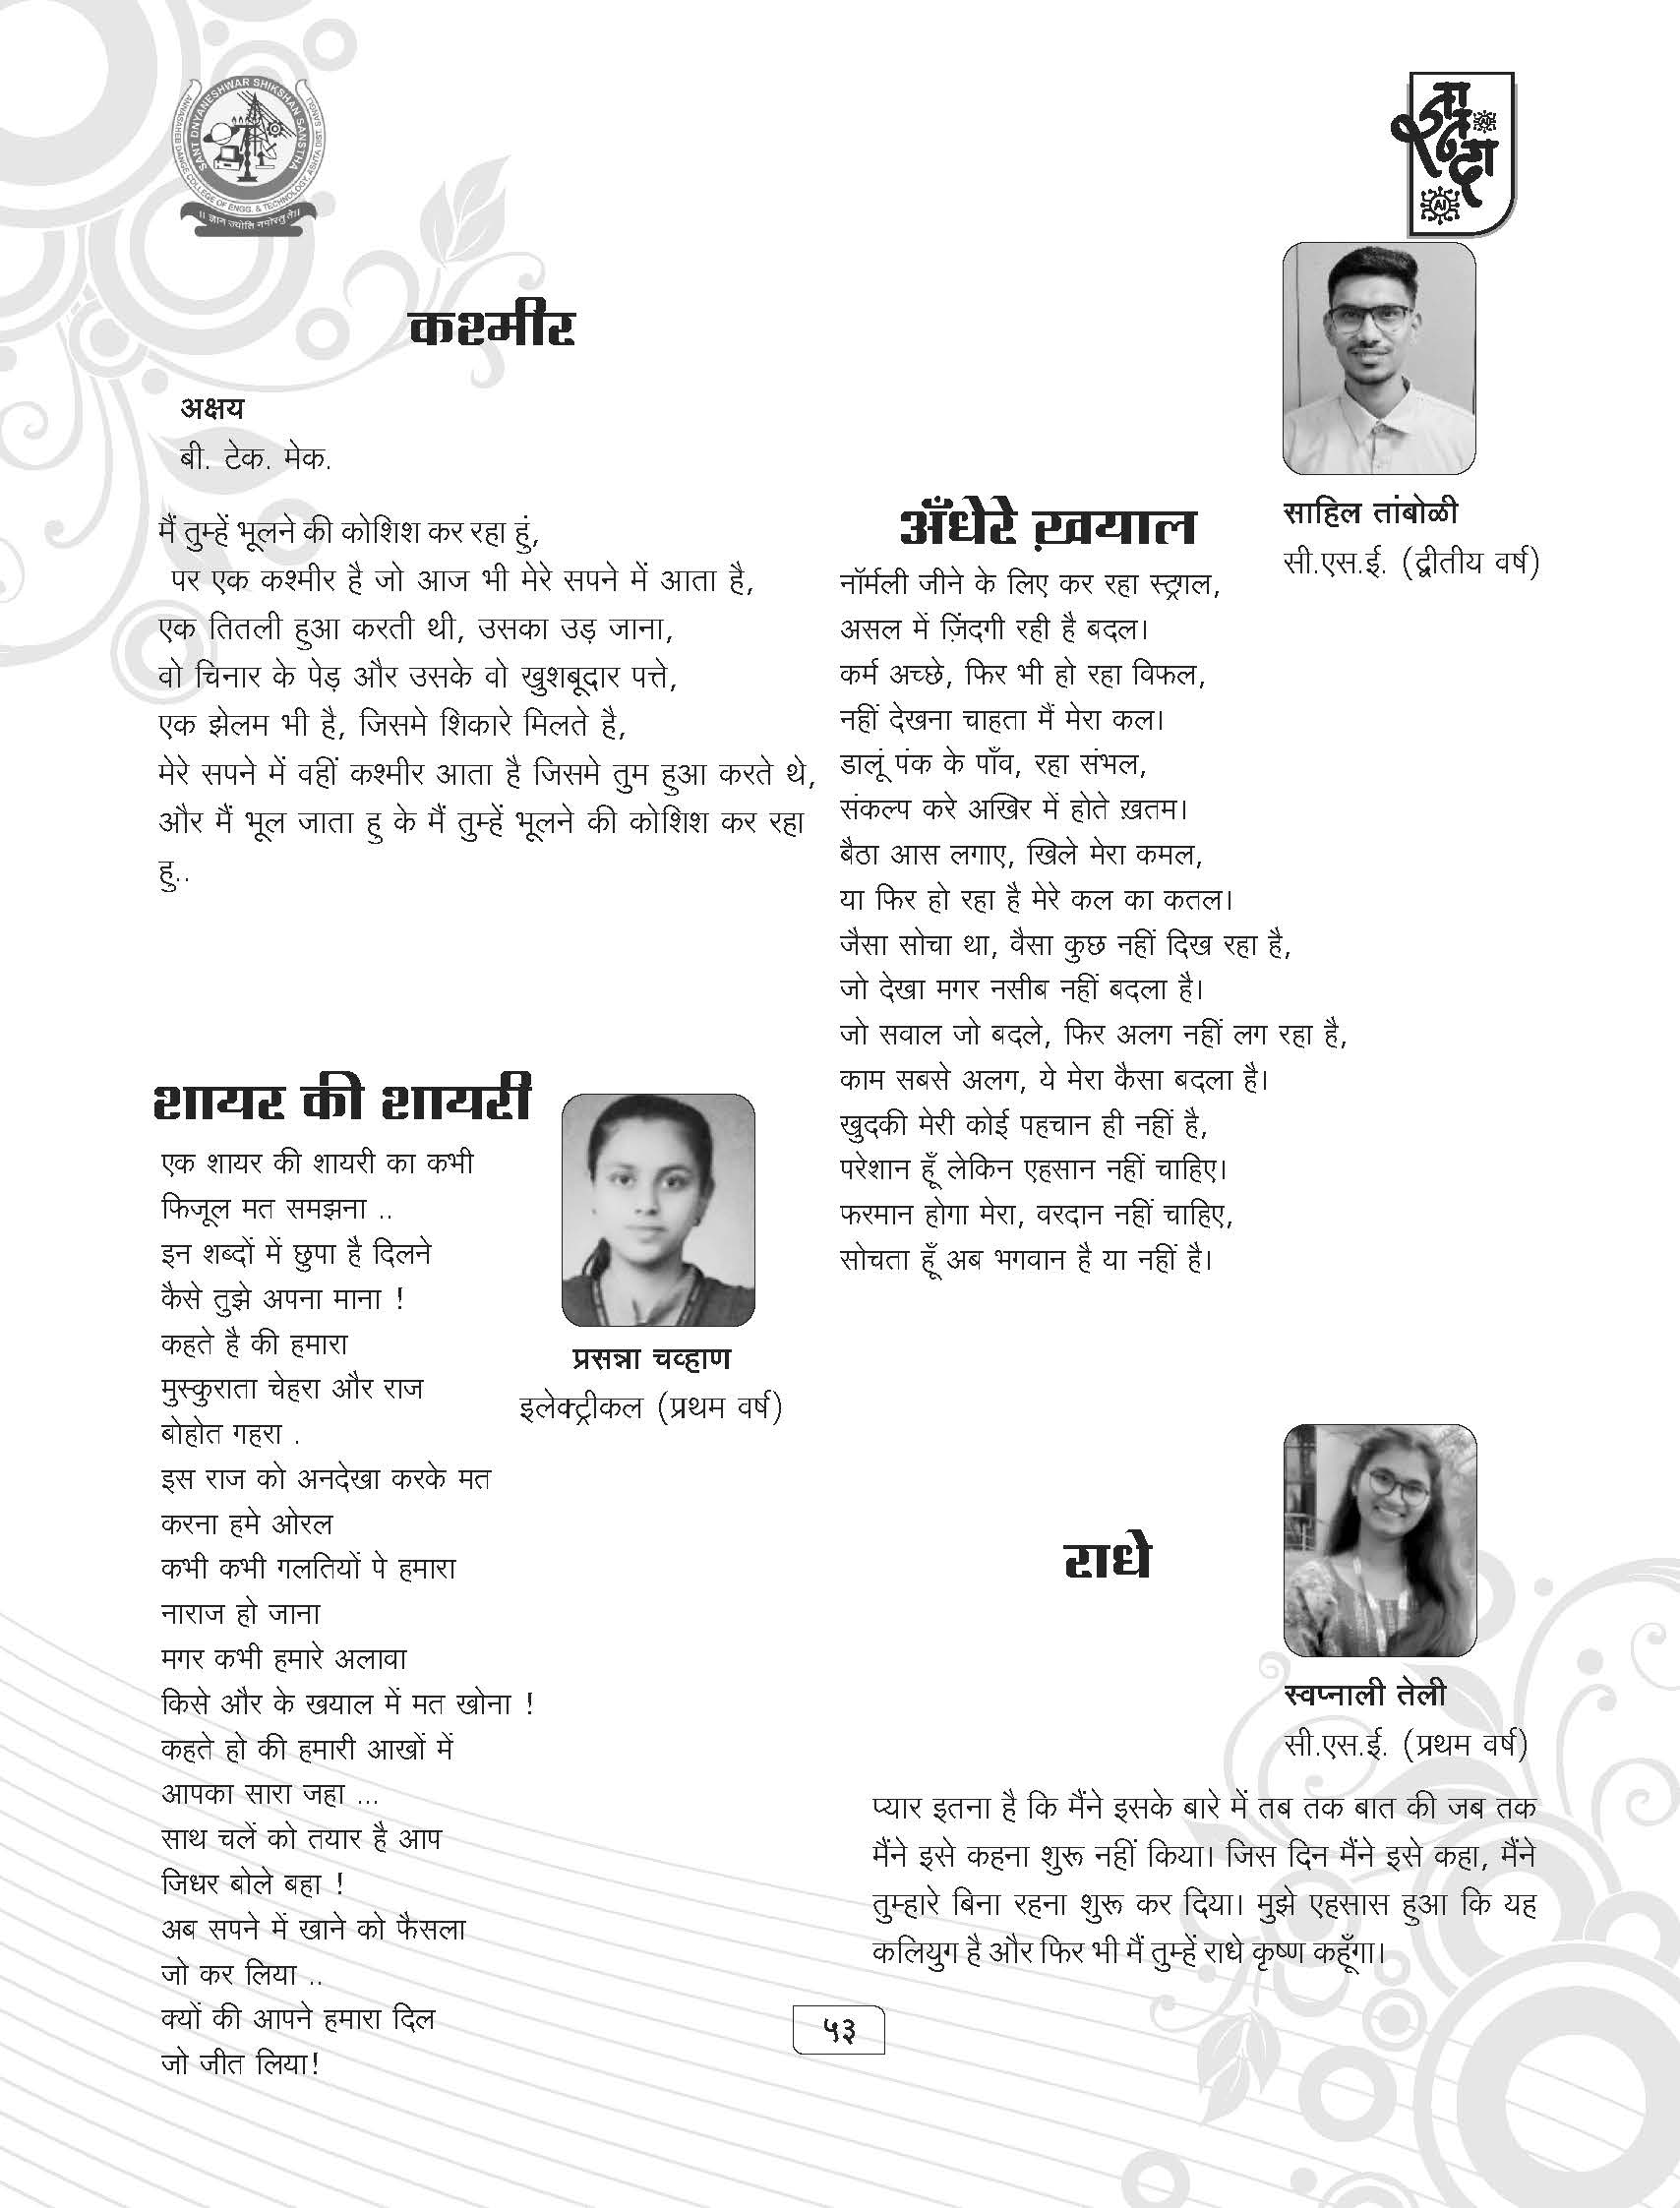 SANT DNYANESHWAR SHIKSHAN SANSTHA
ANNASAHEB DANGE COLLEGE OF ENGG. & TECHNOLOGY, ASHTA DIST. SANGLI
AI
AI
कश्मीर
अक्षय
बी. टेक. मेक.
मैं तुम्हें भूलने की कोशिश कर रहा हुं,
पर एक कश्मीर है जो आज भी मेरे सपने में आता है,
एक तितली हुआ करती थी, उसका उड़ जाना,
वो चिनार के पेड़ और उसके वो खुशबूदार पत्ते,
एक झेलम भी है, जिसमे शिकारे मिलते है,
मेरे सपने में वहीं कश्मीर आता है जिसमे तुम हुआ करते थे,
और मैं भूल जाता हु के मैं तुम्हें भूलने की कोशिश कर रहा
हु..
शायर की शायरी
एक शायर की शायरी का कभी
फिजूल मत समझना ..
इन शब्दों में छुपा है दिलने
कैसे तुझे अपना माना !
कहते है की हमारा
मुस्कुराता चेहरा और राज
बोहोत गहरा .
इस राज को अनदेखा करके मत
करना हमे ओरल
कभी कभी गलतियों पे हमारा
नाराज हो जाना
मगर कभी हमारे अलावा
किसे और के खयाल में मत खोना !
कहते हो की हमारी आखों में
आपका सारा जहा ...
साथ चलें को तयार है आप
जिधर बोले बहा !
अब सपने में खाने को फैसला
जो कर लिया ..
क्यों की आपने हमारा दिल
जो जीत लिया!
प्रसन्ना चव्हाण
इलेक्ट्रीकल (प्रथम वर्ष)
साहिल तांबोळी
सी.एस.ई. (द्वीतीय वर्ष)
अँधेरे ख़याल
नॉर्मली जीने के लिए कर रहा स्ट्रगल,
असल में ज़िंदगी रही है बदल।
कर्म अच्छे, फिर भी हो रहा विफल,
नहीं देखना चाहता मैं मेरा कल।
डालूं पंक के पाँव, रहा संभल,
संकल्प करे अखिर में होते ख़तम।
बैठा आस लगाए, खिले मेरा कमल,
या फिर हो रहा है मेरे कल का कतल।
जैसा सोचा था, वैसा कुछ नहीं दिख रहा है,
जो देखा मगर नसीब नहीं बदला है।
जो सवाल जो बदले, फिर अलग नहीं लग रहा है,
काम सबसे अलग, ये मेरा कैसा बदला है।
खुदकी मेरी कोई पहचान ही नहीं है,
परेशान हूँ लेकिन एहसान नहीं चाहिए।
फरमान होगा मेरा, वरदान नहीं चाहिए,
सोचता हूँ अब भगवान है या नहीं है।
राधे
स्वप्नाली तेली
सी.एस.ई. (प्रथम वर्ष)
प्यार इतना है कि मैंने इसके बारे में तब तक बात की जब तक
मैंने इसे कहना शुरू नहीं किया। जिस दिन मैंने इसे कहा, मैंने
तुम्हारे बिना रहना शुरू कर दिया। मुझे एहसास हुआ कि यह
कलियुग है और फिर भी मैं तुम्हें राधे कृष्ण कहूँगा।
५३